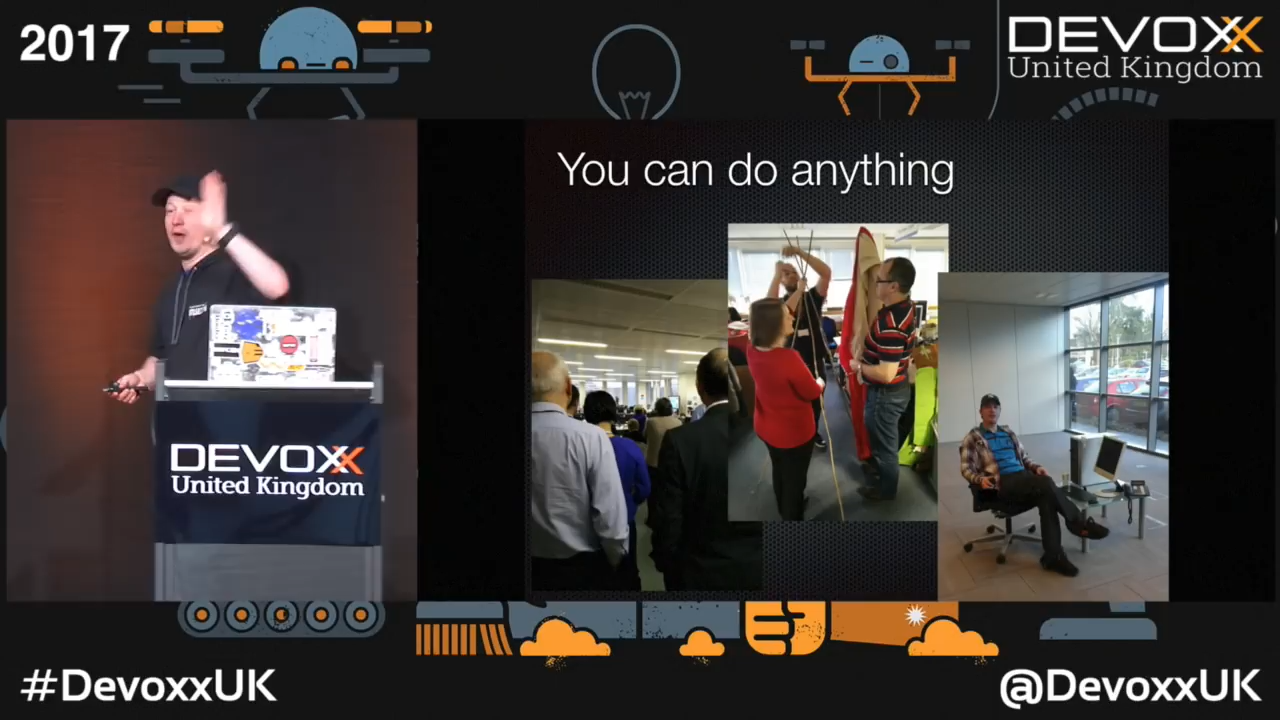 2017
DEVOXX
United Kingdom
You can do anything
DEVOXX
United Kingdom
#DevoxxUK
@DevoxxUK